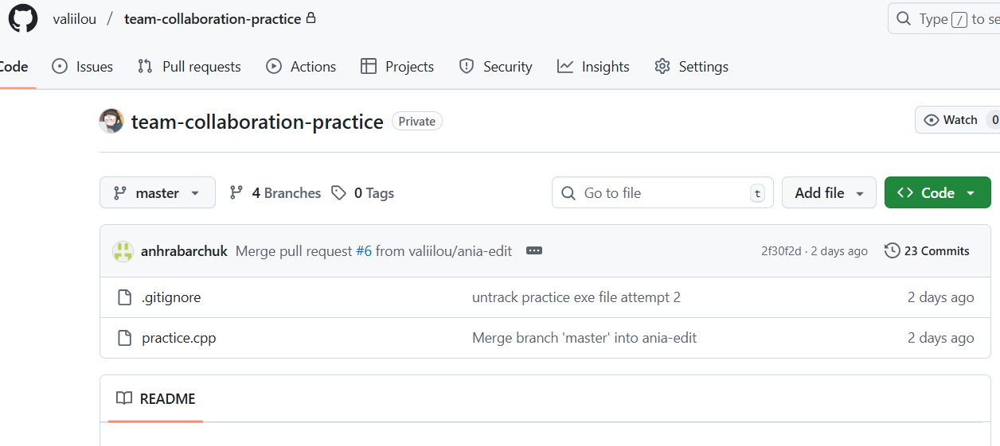 valiilou / team-collaboration-practice
Type / to se
Code Issues Pull requests Actions Projects Security Insights Settings
team-collaboration-practice Private
Watch 0
master 4 Branches 0 Tags
Go to file t
Add file
Code
anhrabarchuk Merge pull request #6 from valiilou/ania-edit
2f30f2d · 2 days ago
23 Commits
.gitignore untrack practice exe file attempt 2 2 days ago
practice.cpp Merge branch 'master' into ania-edit 2 days ago
README